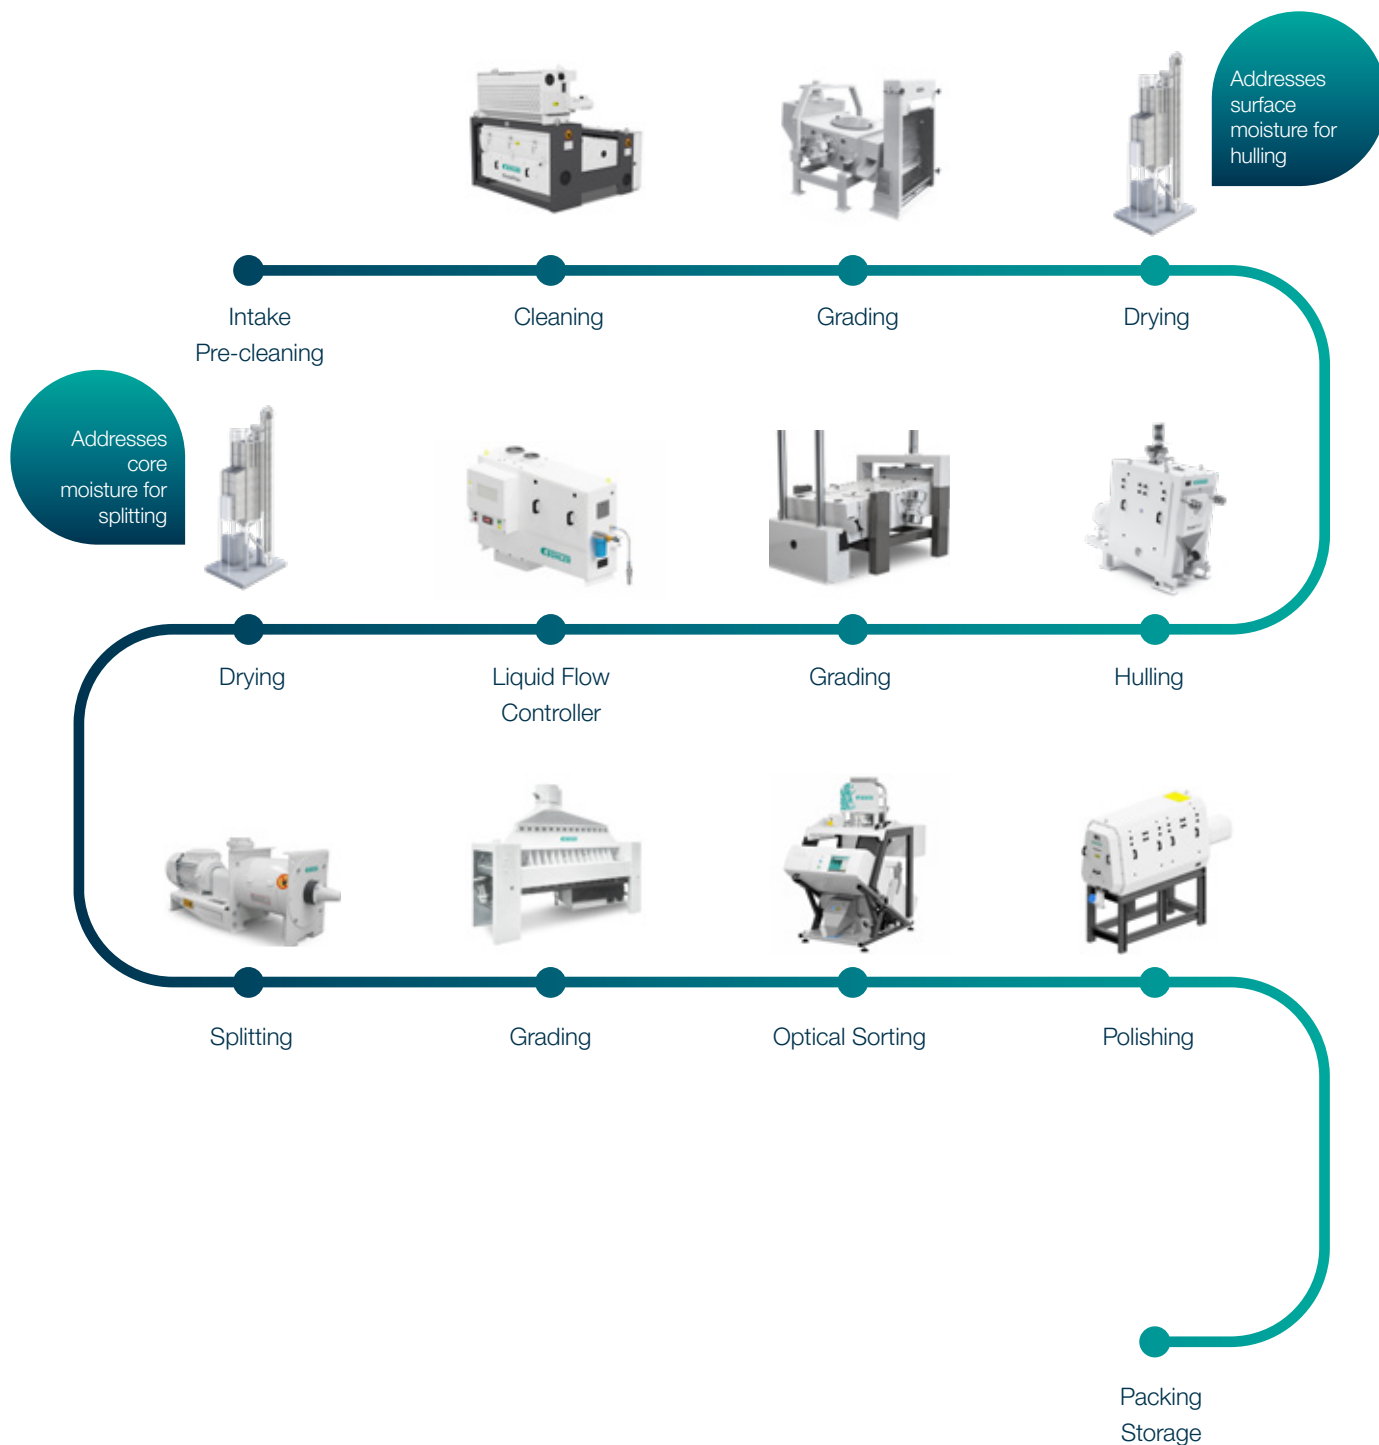 Addresses
surface
moisture for
hulling
Intake
Pre-cleaning
Cleaning
Grading
Drying
Addresses
core
moisture for
splitting
BÜHLER
Drying
Liquid Flow
Controller
Grading
Hulling
Splitting
Grading
Optical Sorting
Polishing
Packing
Storage